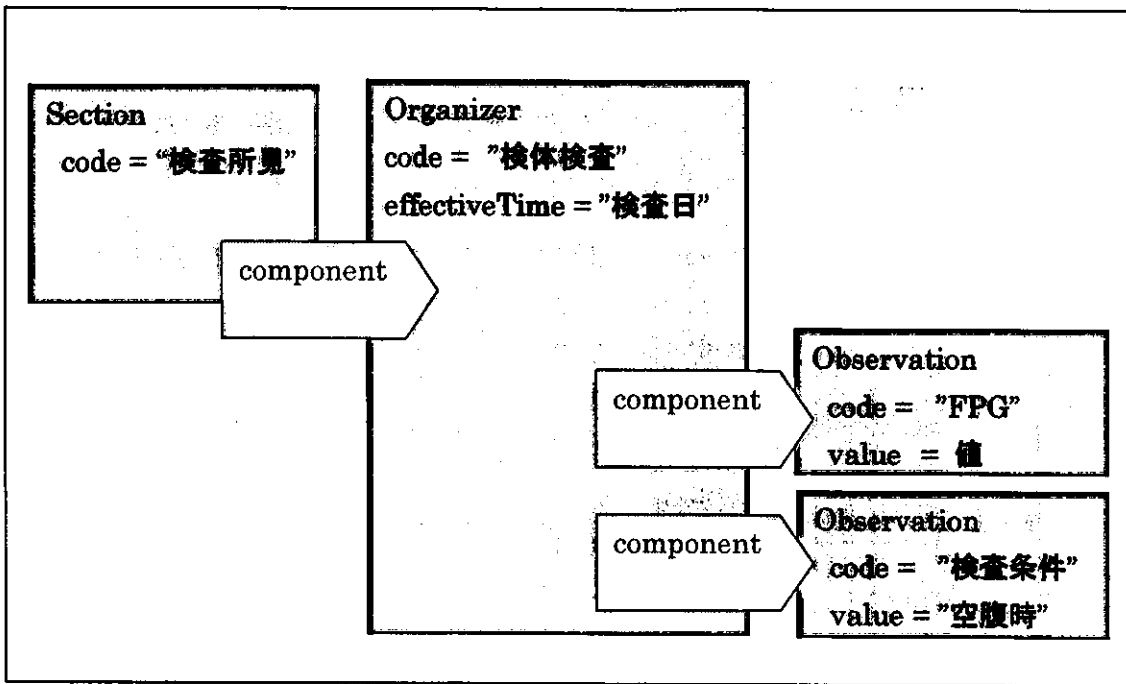 Section
code = “検査所見”
component
Organizer
code = ”検体検査”
effectiveTime = ”検査日”
component
Observation
code = ”FPG”
value = 値
component
Observation
code = ”検査条件”
value = ”空腹時”